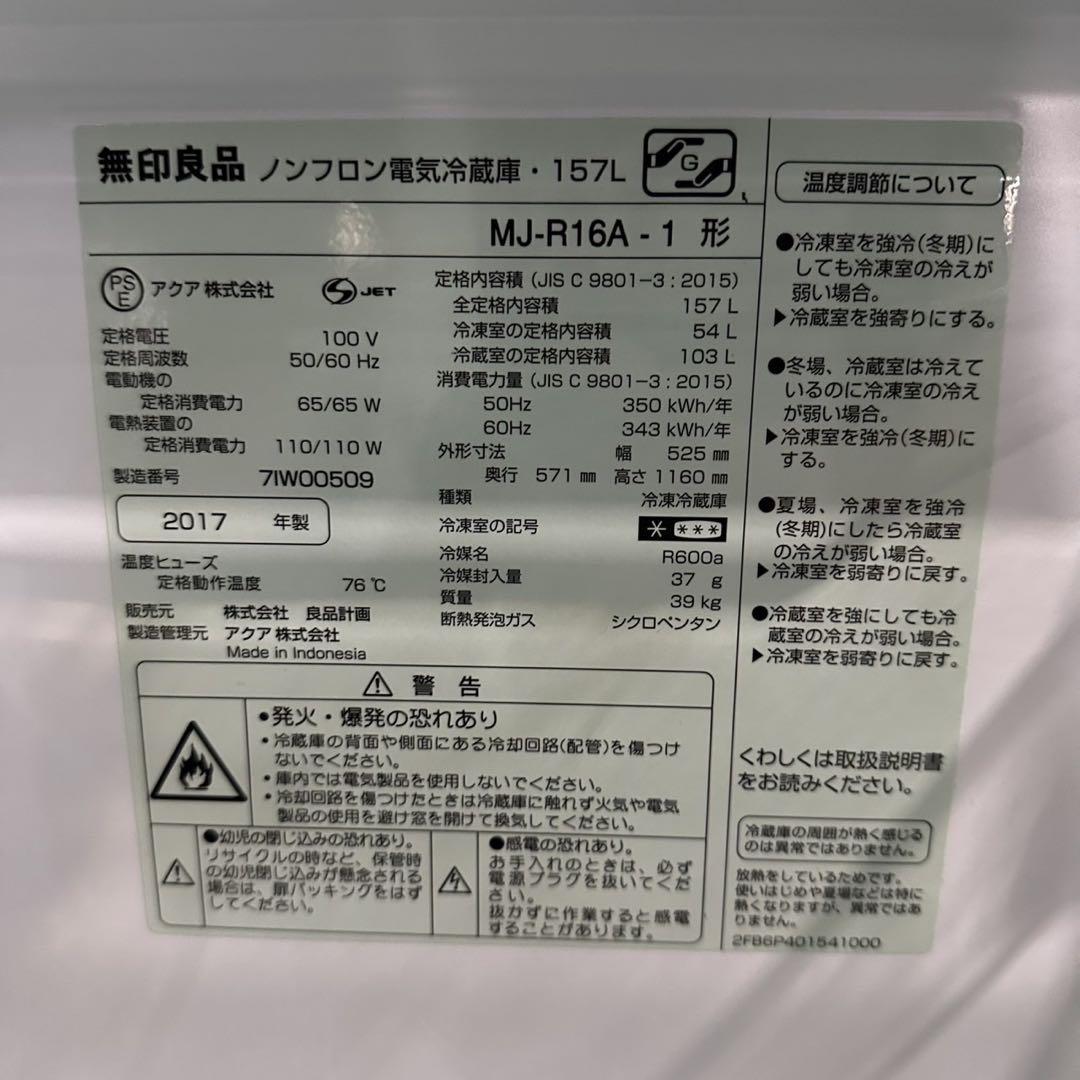 無印良品 ノンフロン電気冷蔵庫・157L G
MJ-R16A - 1 形
PSE アクア 株式会社 S JET
定格電圧 100 V
定格周波数 50/60 Hz
電動機の
定格消費電力 65/65 W
電熱装置の
定格消費電力 110/110 W
製造番号 7IW00509
2017 年製
温度ヒューズ
定格動作温度 76℃
販売元 株式会社 良品計画
製造管理元 アクア 株式会社
Made in Indonesia
定格内容積 (JIS C 9801-3 : 2015)
全定格内容積 157 L
冷凍室の定格内容積 54 L
冷蔵室の定格内容積 103 L
消費電力量 (JIS C 9801-3 : 2015)
50Hz 350 kWh/年
60Hz 343 kWh/年
外形寸法 幅 525 ㎜
奥行 571 ㎜ 高さ 1160 ㎜
種類 冷凍冷蔵庫
冷凍室の記号 * ***
冷媒名 R600a
冷媒封入量 37 g
質量 39 kg
断熱発泡ガス シクロペンタン
⚠ 警 告
•発火・爆発の恐れあり
・冷蔵庫の背面や側面にある冷却回路(配管)を傷つけ
ないでください。
・庫内では電気製品を使用しないでください。
・冷却回路を傷つけたときは冷蔵庫に触れず火気や電気
製品の使用を避け窓を開けて換気してください。
●幼児の閉じ込みの恐れあり。
リサイクルの時など、保管時
の幼児閉じ込みが懸念される
場合は、扉パッキングをはず
してください。
●感電の恐れあり。
お手入れのときは、必ず
電源プラグを抜いてくだ
さい。
抜かずに作業すると感電
することがあります。
温度調節について
●冷凍室を強冷(冬期)に
しても冷凍室の冷えが
弱い場合。
▶冷蔵室を強寄りにする。
●冬場、冷蔵室は冷えて
いるのに冷凍室の冷え
が弱い場合。
▶冷凍室を強冷(冬期)に
する。
●夏場、冷凍室を強冷
(冬期)にしたら冷蔵室
の冷えが弱い場合。
▶冷凍室を弱寄りに戻す。
●冷蔵室を強にしても冷
蔵室の冷えが弱い場合。
▶冷凍室を弱寄りに戻す。
くわしくは取扱説明書
をお読みください。
冷蔵庫の周囲が熱く感じる
のは異常ではありません。
放熱をしているためです。
使いはじめや夏場などは特に
熱くなりますが、異常ではあ
りません。
2FB6P401541000